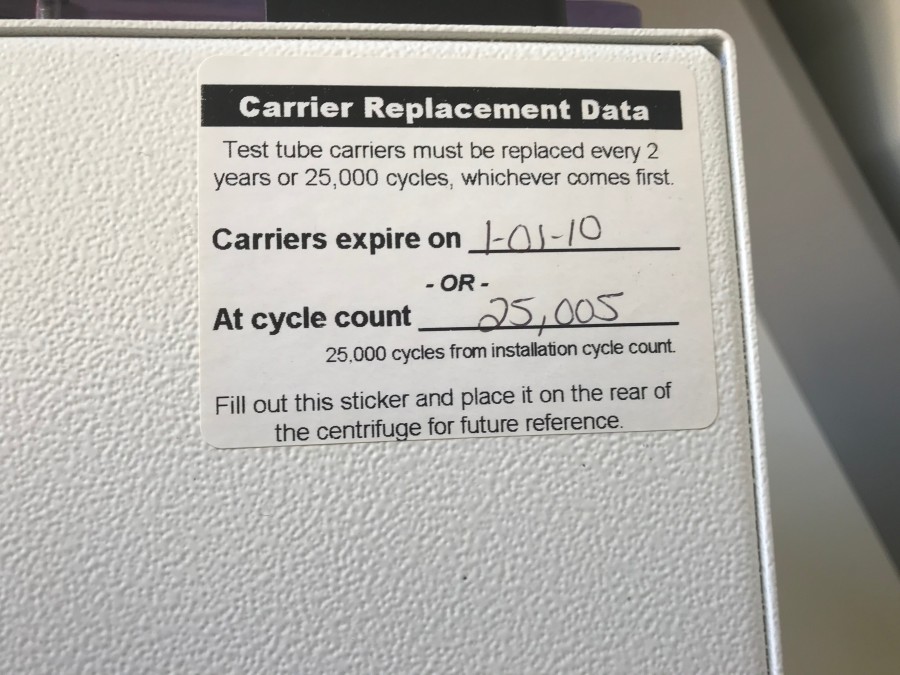 Carrier Replacement Data
Test tube carriers must be replaced every 2
years or 25,000 cycles, whichever comes first.
Carriers expire on 1-01-10
- OR -
At cycle count 25,005
25,000 cycles from installation cycle count.
Fill out this sticker and place it on the rear of
the centrifuge for future reference.